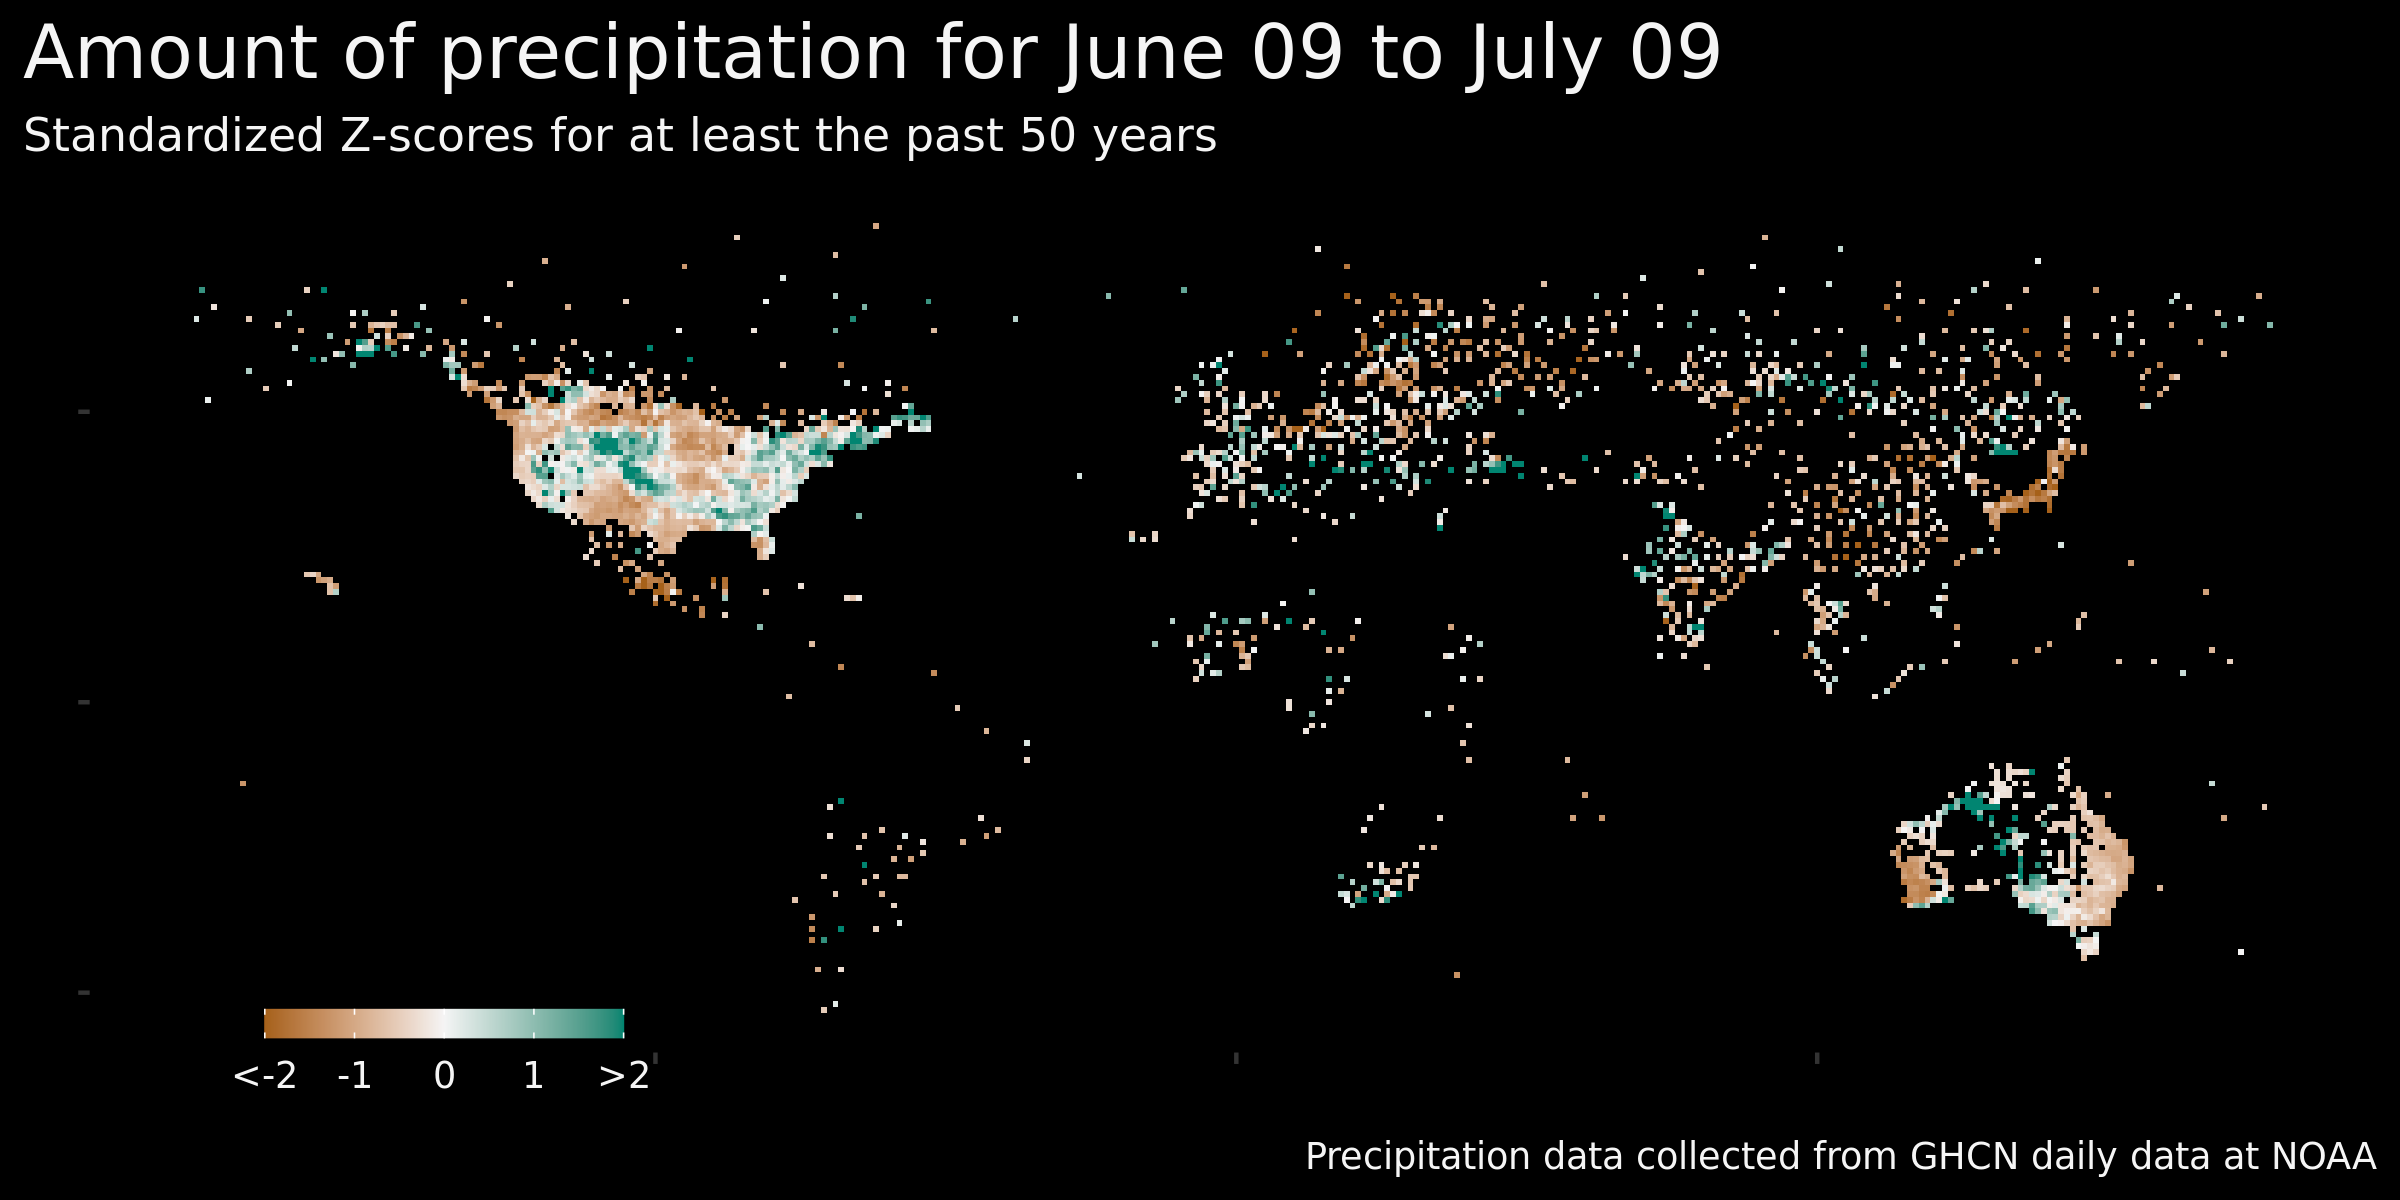 Amount of precipitation for June 09 to July 09
Standardized Z-scores for at least the past 50 years
<-2 -1 0 1 >2
Precipitation data collected from GHCN daily data at NOAA